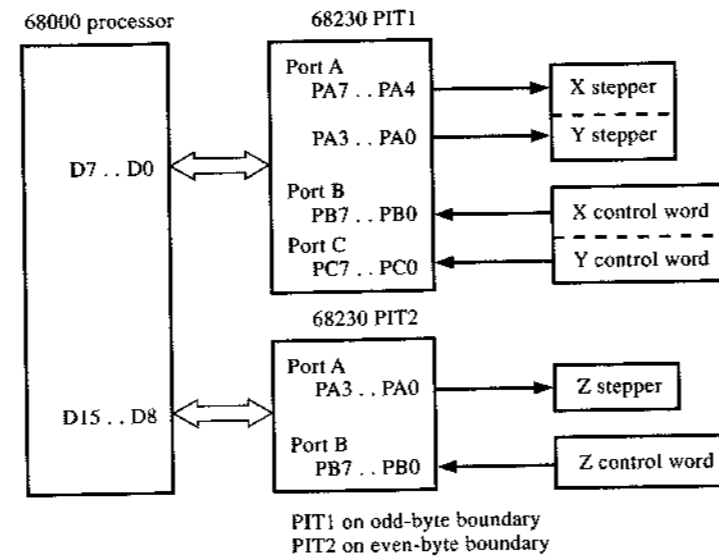 68000 processor
68230 PIT1
Port A
PA7 . . PA4
X stepper
PA3 . . PA0
Y stepper
D7 . . D0
Port B
PB7 . . PB0
X control word
Port C
PC7 . . PC0
Y control word
68230 PIT2
Port A
PA3 . . PA0
Z stepper
D15 . . D8
Port B
PB7 . . PB0
Z control word
PIT1 on odd-byte boundary
PIT2 on even-byte boundary